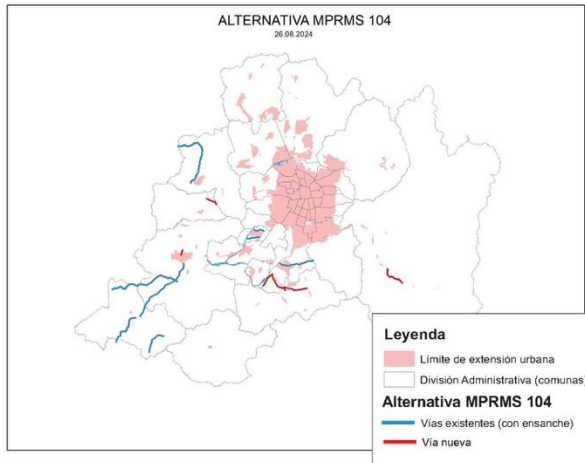 ALTERNATIVA MPRMS 104
26.08.2024
Leyenda
Límite de extensión urbana
División Administrativa (comunas)
Alternativa MPRMS 104
Vías existentes (con ensanche)
Vía nueva